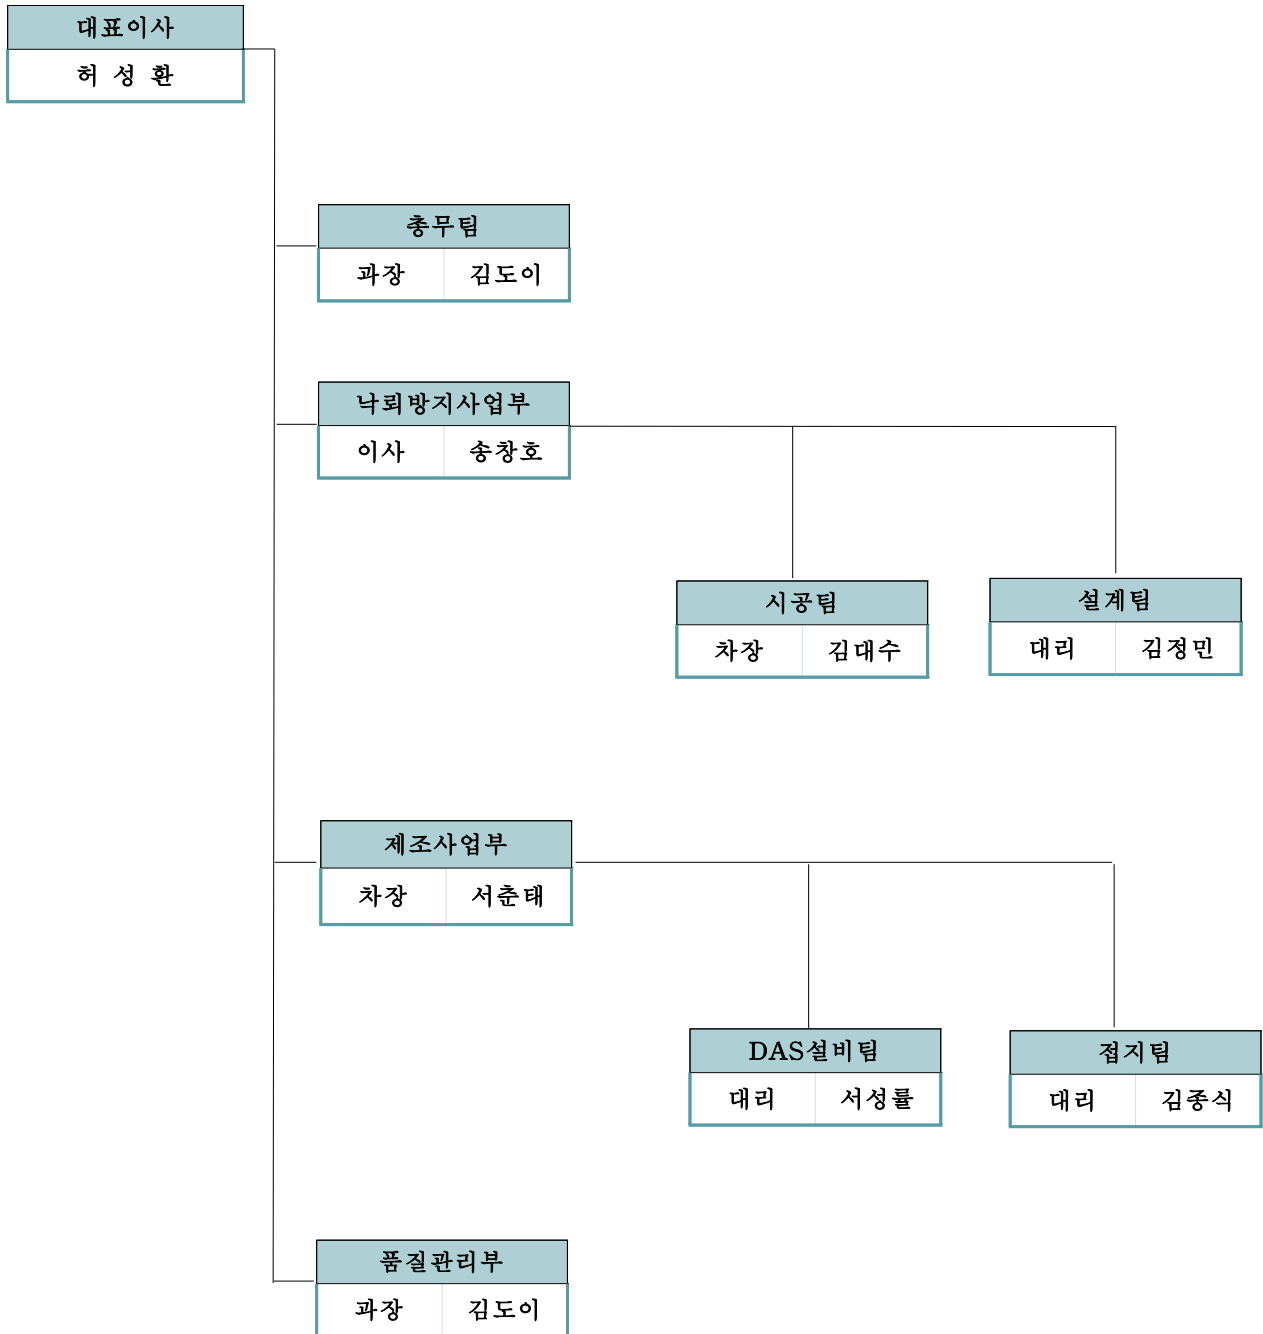 대표이사
허 성 환
총무팀
과장 김도이
낙뢰방지사업부
이사 송창호
시공팀
차장 김대수
설계팀
대리 김정민
제조사업부
차장 서춘태
DAS설비팀
대리 서성률
접지팀
대리 김종식
품질관리부
과장 김도이